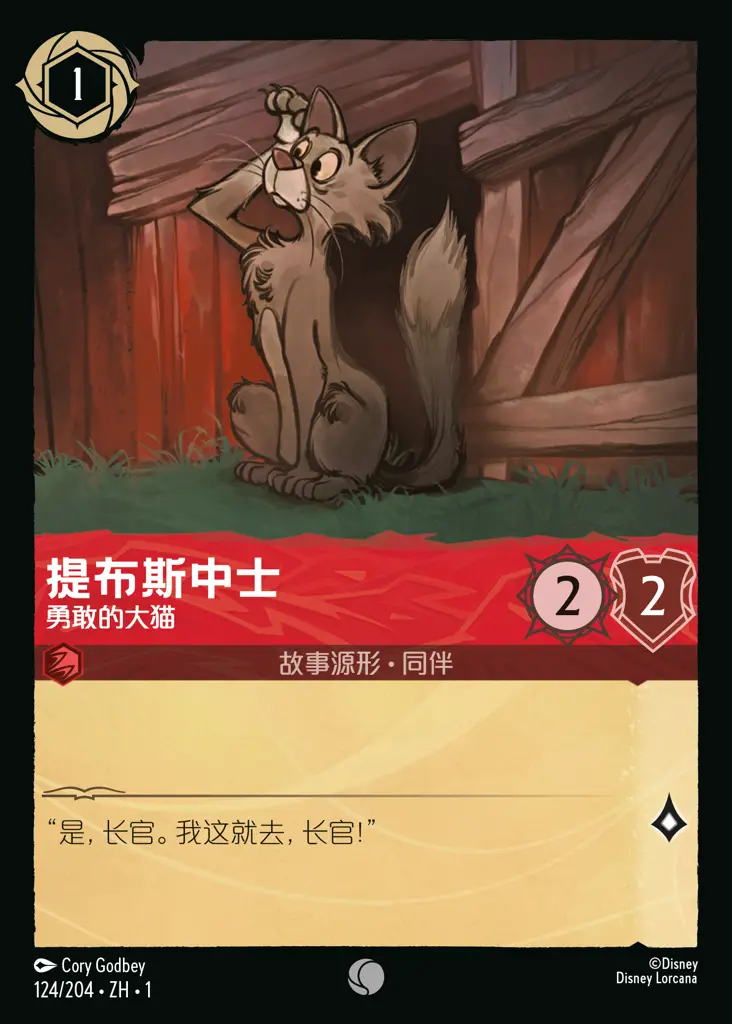 1
提布斯中士
勇敢的大猫
2
2
故事源形·同伴
“是, 长官。我这就去, 长官!”
Cory Godbey
©Disney
124/204 • ZH • 1
Disney Lorcana